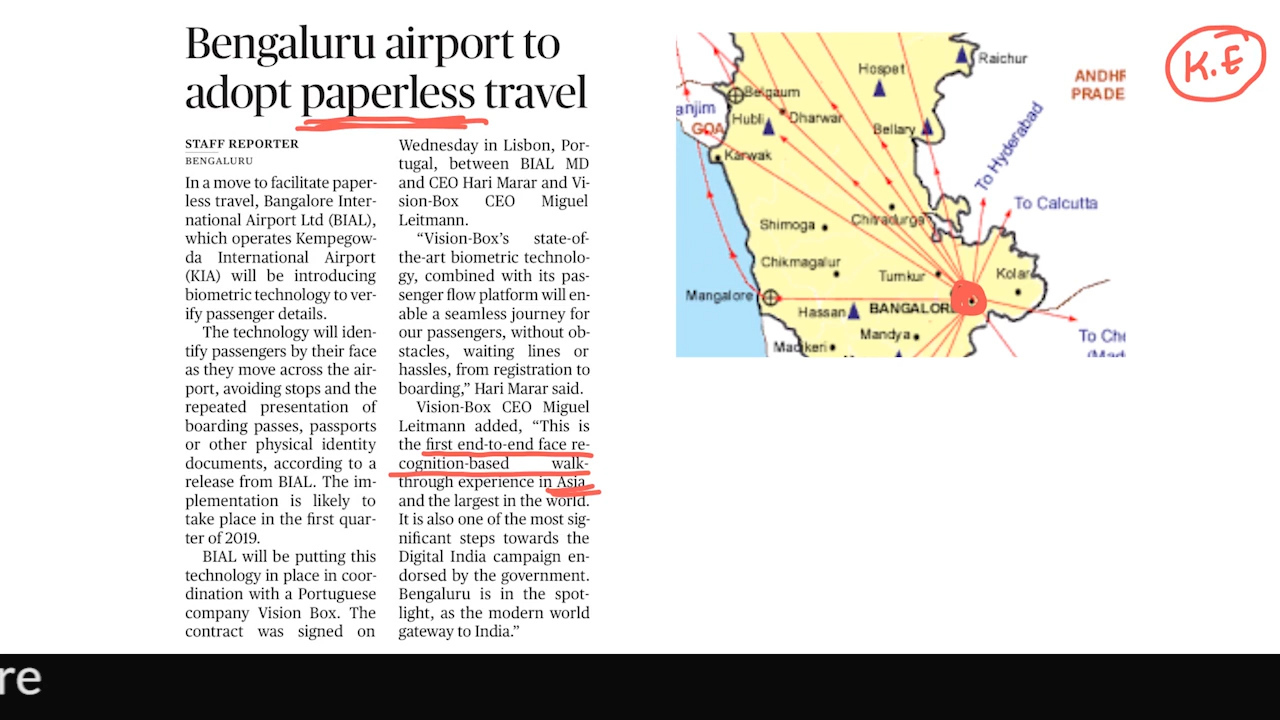 Bengaluru airport to
adopt paperless travel
STAFF REPORTER
BENGALURU
In a move to facilitate paper-
less travel, Bangalore Inter-
national Airport Ltd (BIAL),
which operates Kempegow-
da International Airport
(KIA) will be introducing
biometric technology to ver-
ify passenger details.
The technology will iden-
tify passengers by their face
as they move across the air-
port, avoiding stops and the
repeated presentation of
boarding passes, passports
or other physical identity
documents, according to a
release from BIAL. The im-
plementation is likely to
take place in the first quar-
ter of 2019.
BIAL will be putting this
technology in place in coor-
dination with a Portuguese
company Vision Box. The
contract was signed on
Wednesday in Lisbon, Por-
tugal, between BIAL MD
and CEO Hari Marar and Vi-
sion-Box CEO Miguel
Leitmann.
“Vision-Box’s state-of-
the-art biometric technolo-
gy, combined with its pas-
senger flow platform will en-
able a seamless journey for
our passengers, without ob-
stacles, waiting lines or
hassles, from registration to
boarding,” Hari Marar said.
Vision-Box CEO Miguel
Leitmann added, “This is
the first end-to-end face re-
cognition-based walk-
through experience in Asia
and the largest in the world.
It is also one of the most sig-
nificant steps towards the
Digital India campaign en-
dorsed by the government.
Bengaluru is in the spot-
light, as the modern world
gateway to India.”
K.E
Raichur
Hospet
ANDHR
PRADE
Belgaum
anjim
GOA
Hubli
Dharwar
Bellary
To Hyderabad
Karwak
To Calcutta
Shimoga
Chitradurga
Chikmagalur
Tumkur
Kolar
Mangalore
Hassan
BANGALOR
Mandya
To Che
Madikeri
(Mad
re